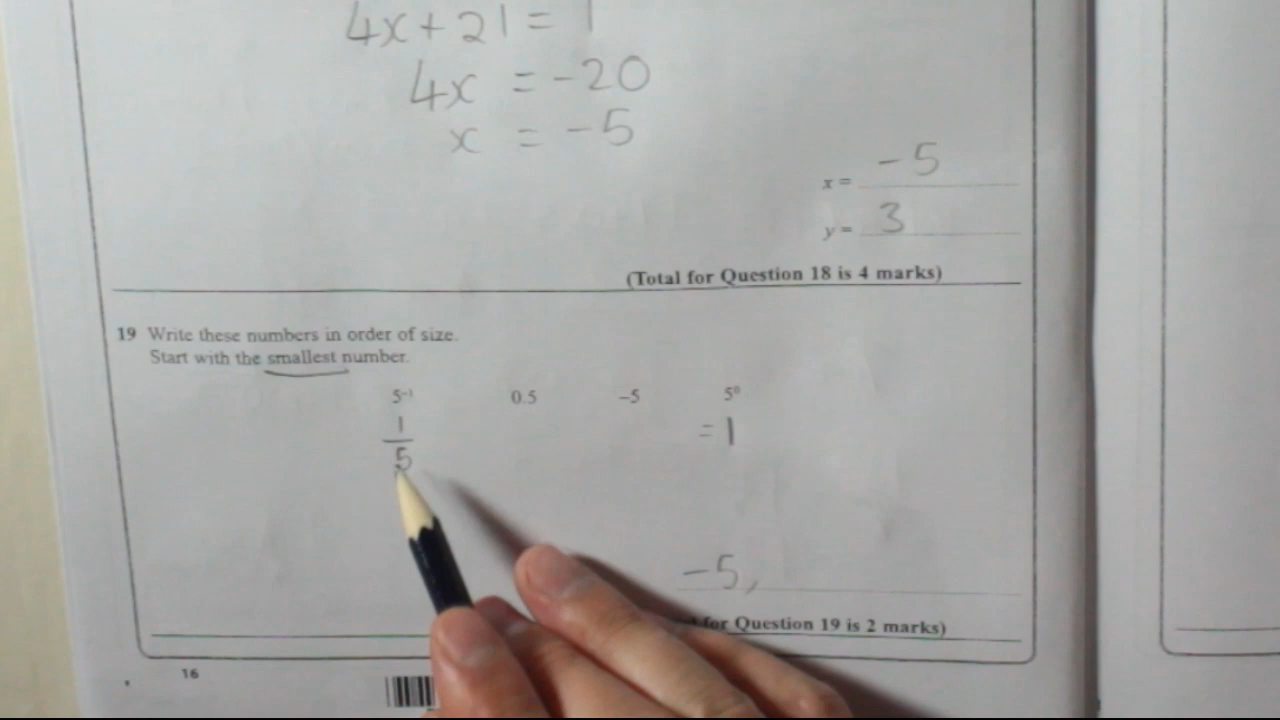 4x + 21 = 1
4x = -20
x = -5
x = -5
y = 3
(Total for Question 18 is 4 marks)
19 Write these numbers in order of size.
Start with the smallest number.
5⁻¹ 0.5 –5 5⁰
1/5 = 1
-5,
for Question 19 is 2 marks)
16